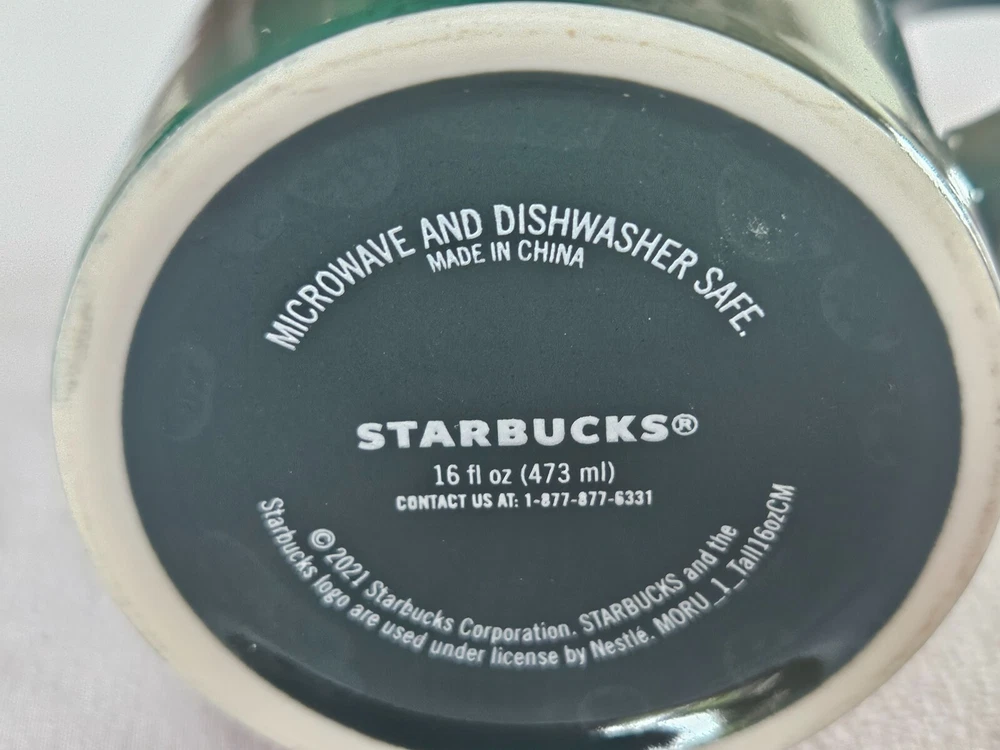 MICROWAVE AND DISHWASHER SAFE.
MADE IN CHINA
STARBUCKS®
16 fl oz (473 ml)
CONTACT US AT: 1-877-877-6331
© 2021 Starbucks Corporation. STARBUCKS and the
Starbucks logo are used under license by Nestlé. MORU_1_Tall16ozCM